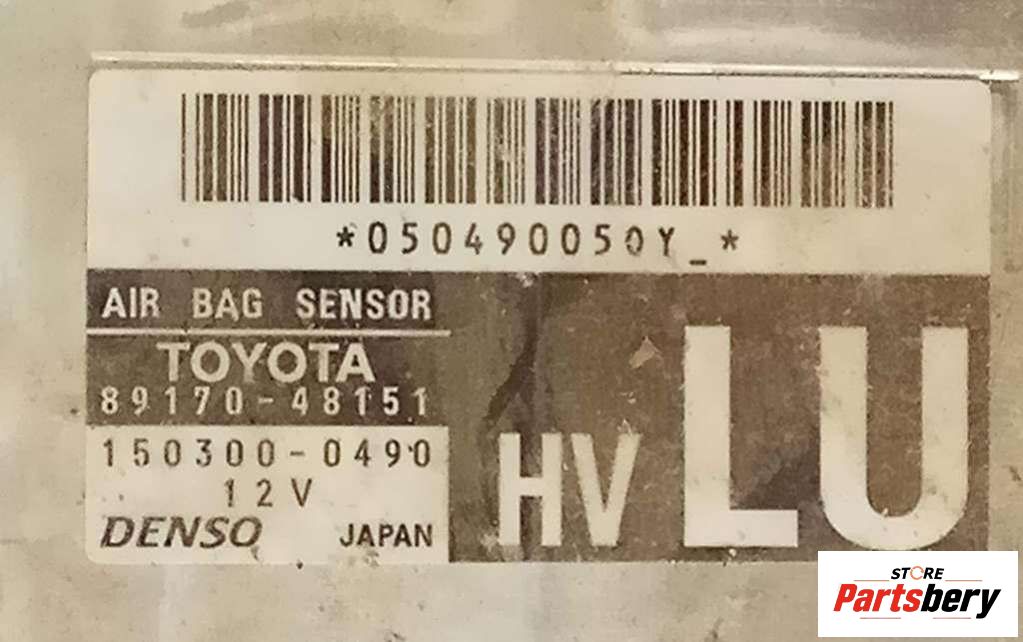 *050490050Y_*
AIR BAG SENSOR
TOYOTA
89170-48151
150300-0490
12V
DENSO JAPAN
HV LU
STORE
Partsbery